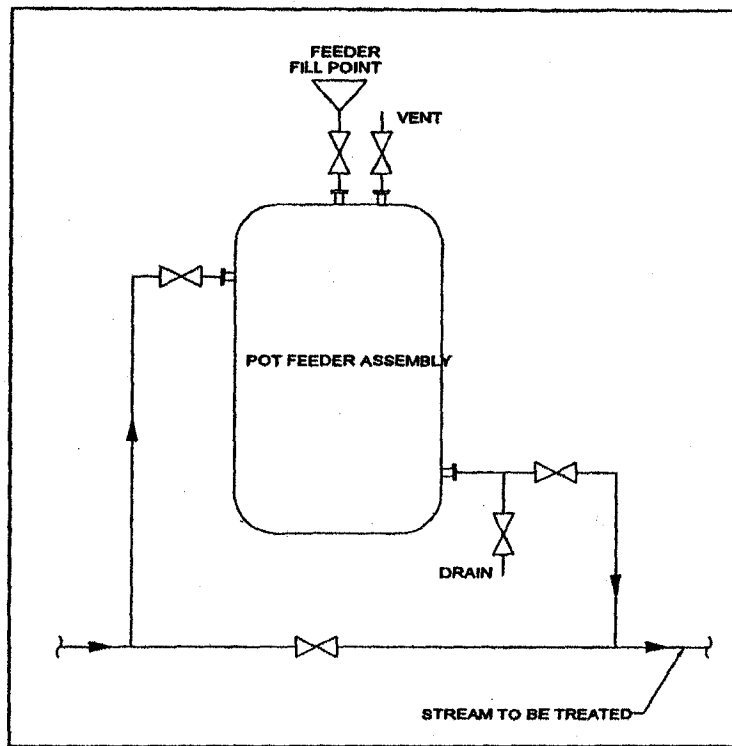 FEEDER
FILL POINT
VENT
POT FEEDER ASSEMBLY
DRAIN
STREAM TO BE TREATED